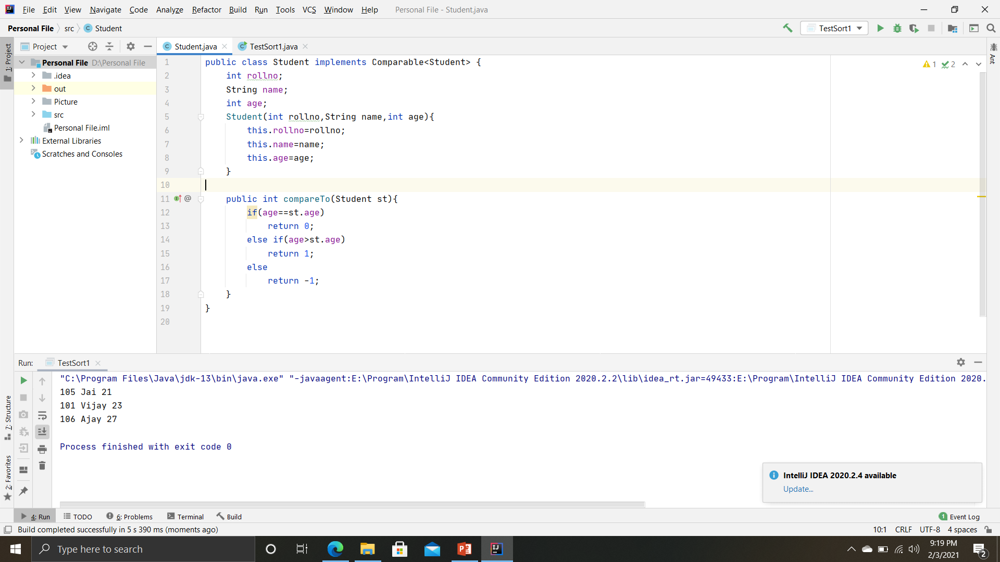 File Edit View Navigate Code Analyze Refactor Build Run Tools VCS Window Help Personal File - Student.java
Personal File src Student TestSort1
Project Student.java TestSort1.java
1: Project
Ant
Personal File D:\Personal File
.idea
out
Picture
src
Personal File.iml
External Libraries
Scratches and Consoles
1 2
1 public class Student implements Comparable<Student> {
2 int rollno;
3 String name;
4 int age;
5 Student(int rollno,String name,int age){
6 this.rollno=rollno;
7 this.name=name;
8 this.age=age;
9 }
10
11 @ public int compareTo(Student st){
12 if(age==st.age)
13 return 0;
14 else if(age>st.age)
15 return 1;
16 else
17 return -1;
18 }
19 }
20
Run: TestSort1
"C:\Program Files\Java\jdk-13\bin\java.exe" "-javaagent:E:\Program\IntelliJ IDEA Community Edition 2020.2.2\lib\idea_rt.jar=49433:E:\Program\IntelliJ IDEA Community Edition 2020.
105 Jai 21
101 Vijay 23
106 Ajay 27
Process finished with exit code 0
7: Structure
2: Favorites
IntelliJ IDEA 2020.2.4 available
Update...
4: Run TODO 6: Problems Terminal Build 1 Event Log
Build completed successfully in 5 s 390 ms (moments ago) 10:1 CRLF UTF-8 4 spaces
Type here to search
9:19 PM
2/3/2021
2